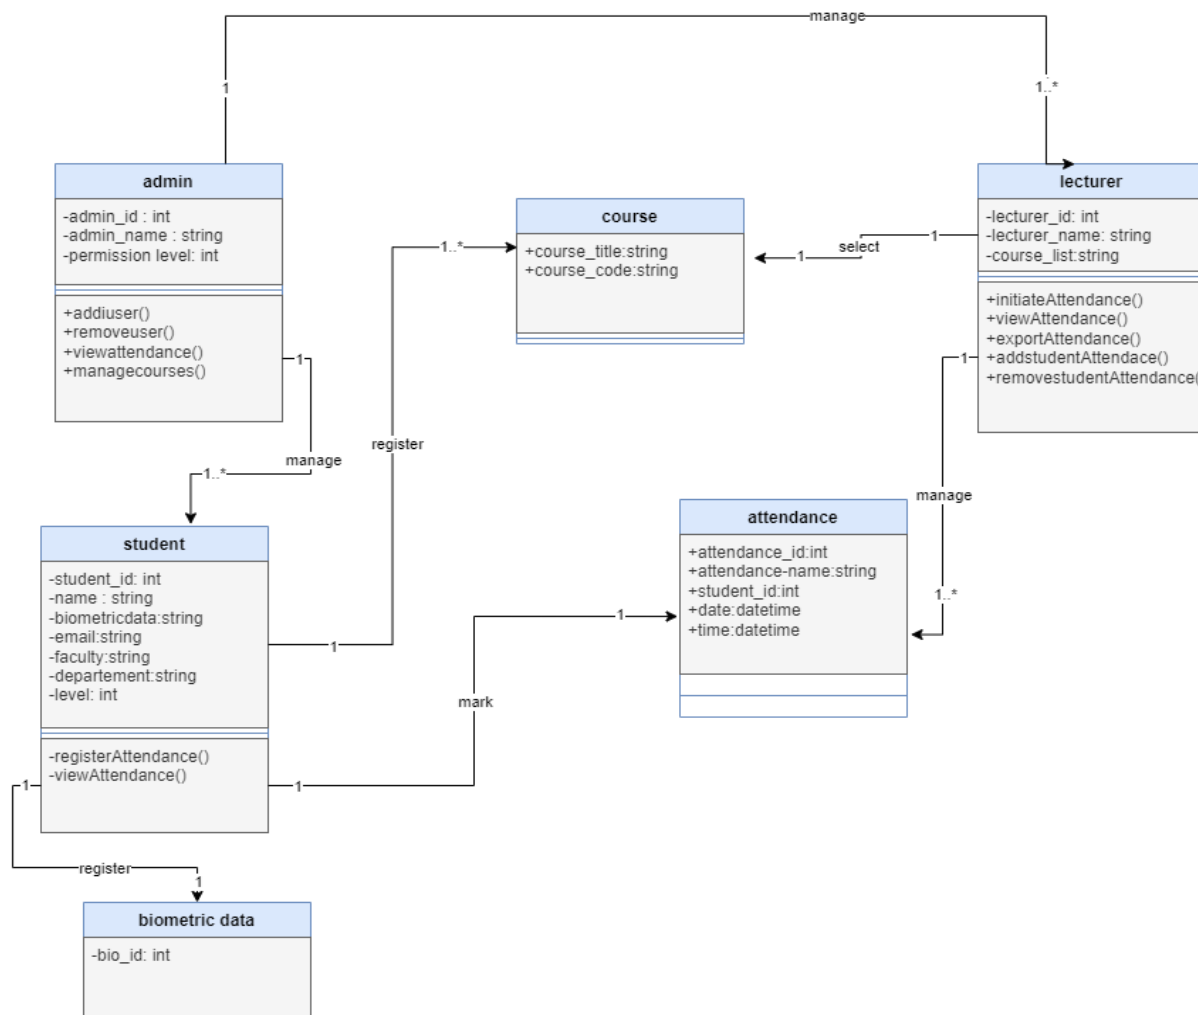 manage
1
1..*
admin
-admin_id : int
-admin_name : string
-permission level: int
+addiuser()
+removeuser()
+viewattendance()
+managecourses()
1
manage
1..*
course
+course_title:string
+course_code:string
1..*
register
1
lecturer
-lecturer_id: int
-lecturer_name: string
-course_list:string
+initiateAttendance()
+viewAttendance()
+exportAttendance()
+addstudentAttendace()
+removestudentAttendance(
1
select
1
1
manage
1..*
student
-student_id: int
-name : string
-biometricdata:string
-email:string
-faculty:string
-departement:string
-level: int
-registerAttendance()
-viewAttendance()
1
mark
1
attendance
+attendance_id:int
+attendance-name:string
+student_id:int
+date:datetime
+time:datetime
1
register
1
biometric data
-bio_id: int